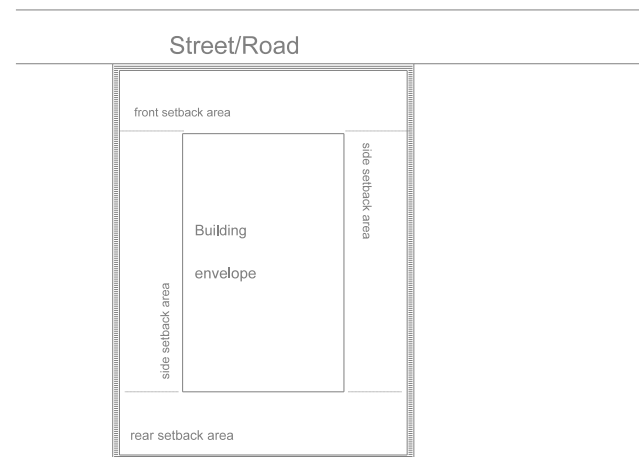 Street/Road
front setback area
side setback area
Building
envelope
side setback area
rear setback area